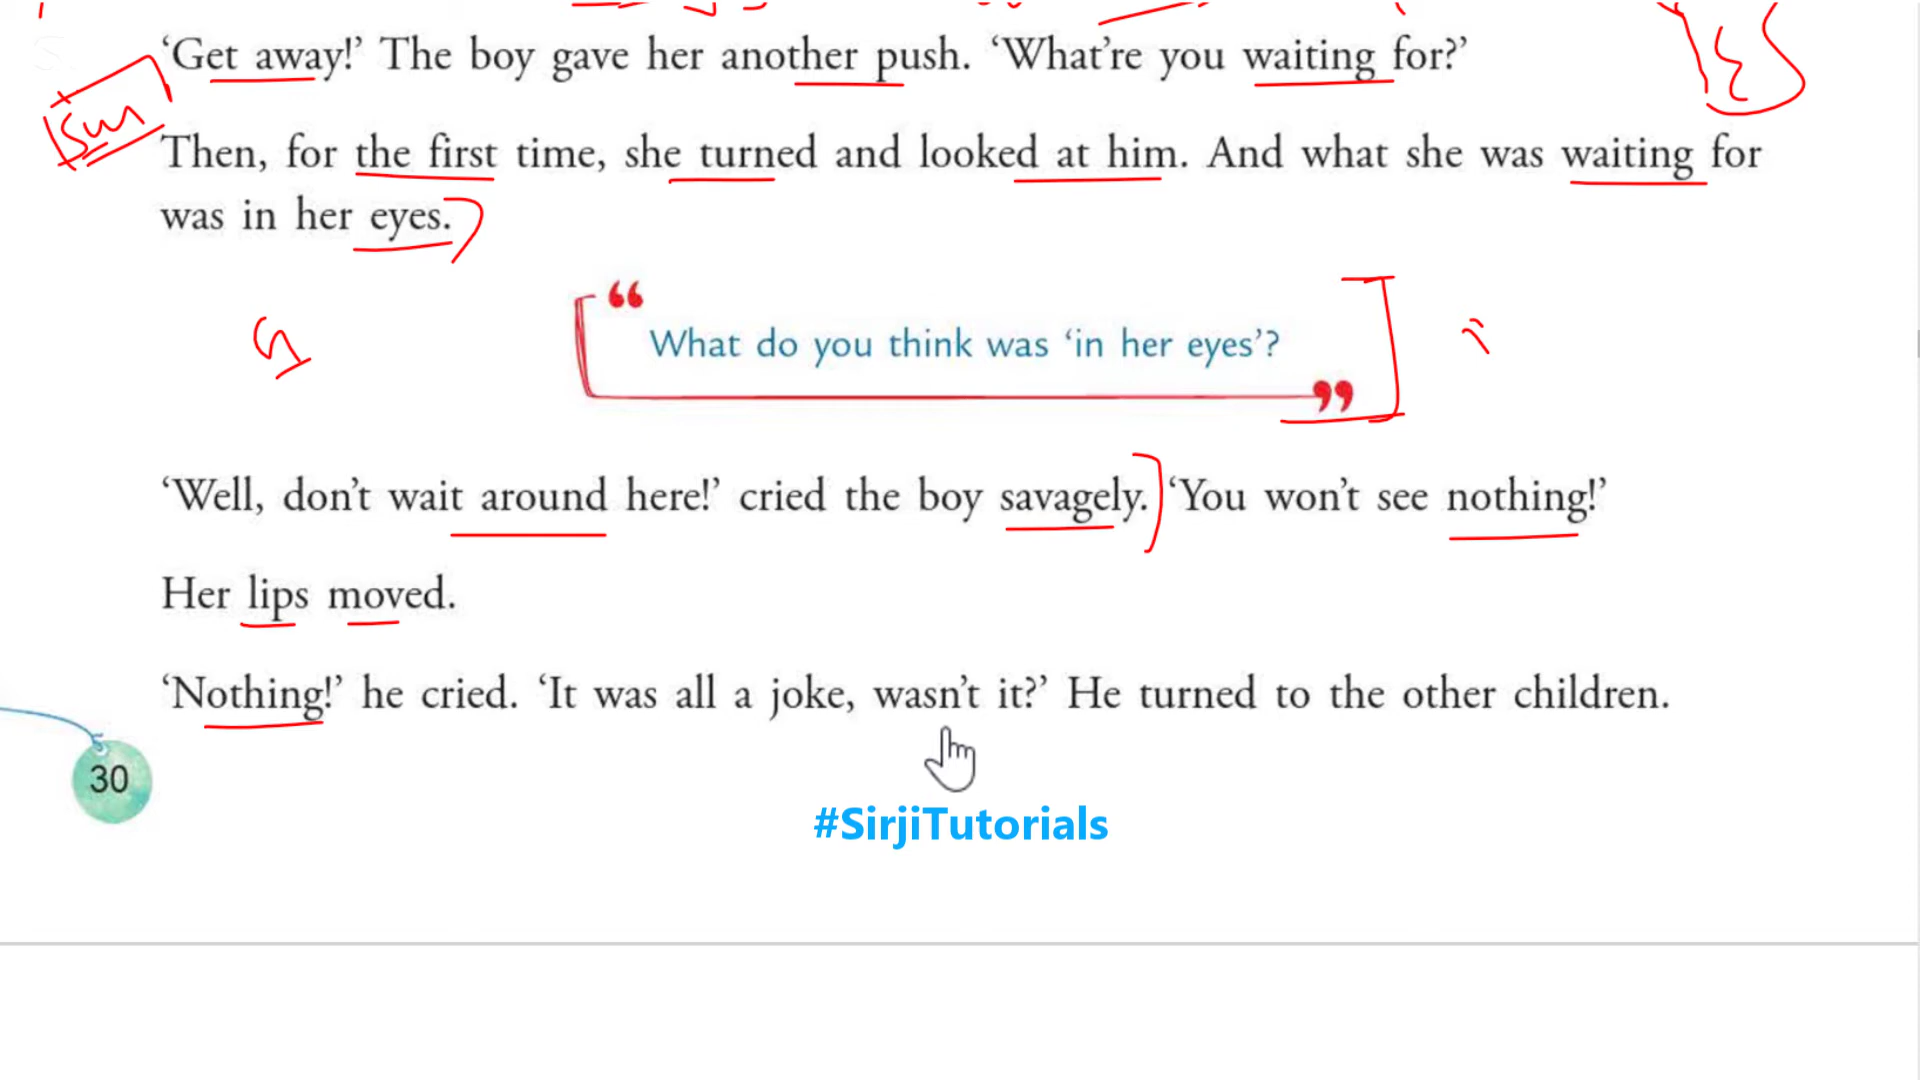 ‘Get away!’ The boy gave her another push. ‘What’re you waiting for?’
Sun
Then, for the first time, she turned and looked at him. And what she was waiting for
was in her eyes.
“
What do you think was ‘in her eyes’?
”
‘Well, don’t wait around here!’ cried the boy savagely. ‘You won’t see nothing!’
Her lips moved.
‘Nothing!’ he cried. ‘It was all a joke, wasn’t it?’ He turned to the other children.
30
#SirjiTutorials